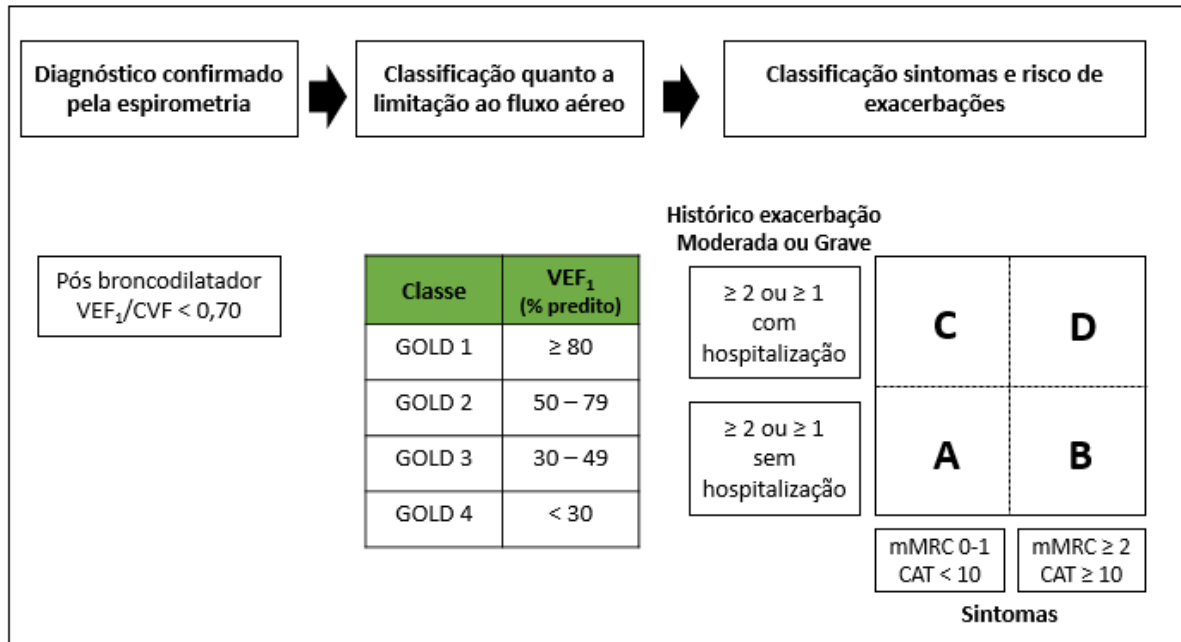 Diagnóstico confirmado
pela espirometria
Classificação quanto a
limitação ao fluxo aéreo
Classificação sintomas e risco de
exacerbações
Pós broncodilatador
VEF₁/CVF < 0,70
Classe
VEF₁
(% predito)
GOLD 1
≥ 80
GOLD 2
50 – 79
GOLD 3
30 – 49
GOLD 4
< 30
Histórico exacerbação
Moderada ou Grave
≥ 2 ou ≥ 1
com
hospitalização
≥ 2 ou ≥ 1
sem
hospitalização
C
D
A
B
mMRC 0-1
CAT < 10
mMRC ≥ 2
CAT ≥ 10
Sintomas